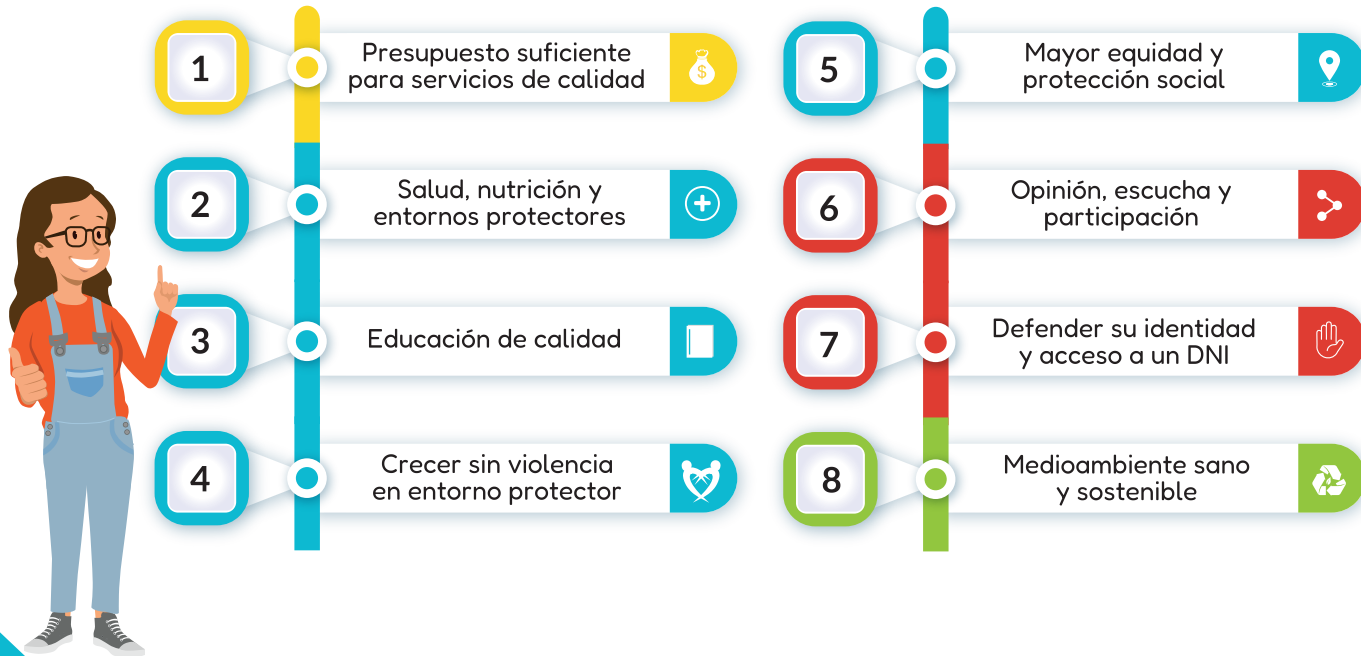 1
Presupuesto suficiente
para servicios de calidad
$
2
Salud, nutrición y
entornos protectores
3
Educación de calidad
4
Crecer sin violencia
en entorno protector
5
Mayor equidad y
protección social
6
Opinión, escucha y
participación
7
Defender su identidad
y acceso a un DNI
8
Medioambiente sano
y sostenible